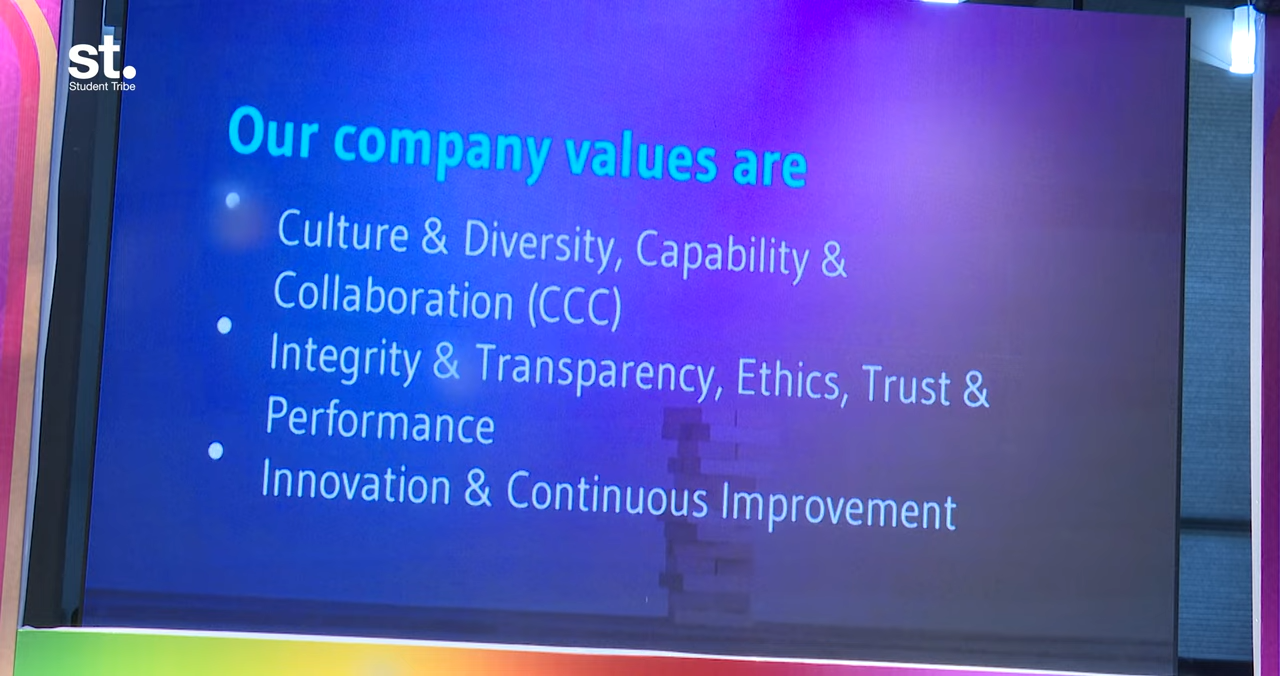 st.
Student Tribe
Our company values are
• Culture & Diversity, Capability &
Collaboration (CCC)
• Integrity & Transparency, Ethics, Trust &
Performance
• Innovation & Continuous Improvement